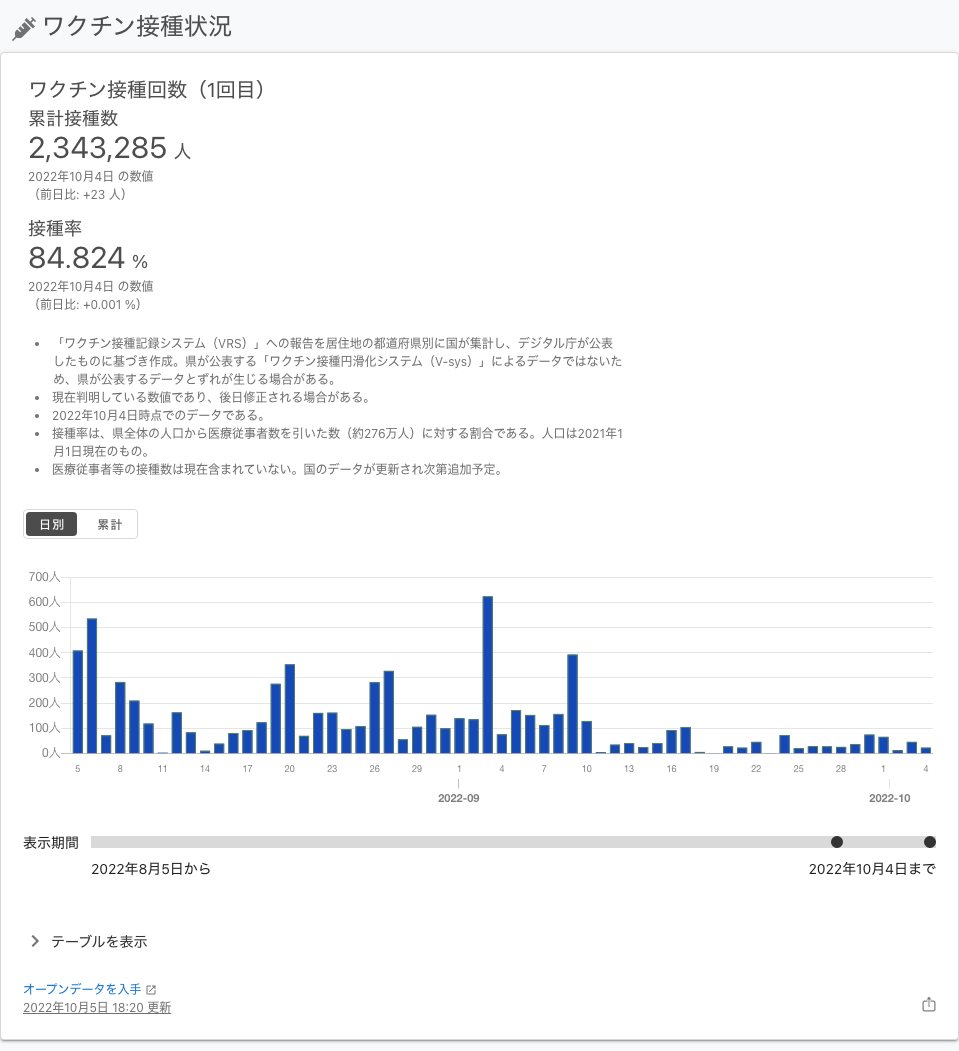 ワクチン接種状況
ワクチン接種回数（1回目）
累計接種数
2,343,285 人
2022年10月4日 の数値
（前日比: +23 人）
接種率
84.824 %
2022年10月4日 の数値
（前日比: +0.001 %）
• 「ワクチン接種記録システム（VRS）」への報告を居住地の都道府県別に国が集計し、デジタル庁が公表
したものに基づき作成。県が公表する「ワクチン接種円滑化システム（V-sys）」によるデータではないた
め、県が公表するデータとずれが生じる場合がある。
• 現在判明している数値であり、後日修正される場合がある。
• 2022年10月4日時点でのデータである。
• 接種率は、県全体の人口から医療従事者数を引いた数（約276万人）に対する割合である。人口は2021年1
月1日現在のもの。
• 医療従事者等の接種数は現在含まれていない。国のデータが更新され次第追加予定。
日別 累計
700人
600人
500人
400人
300人
200人
100人
0人
5 8 11 14 17 20 23 26 29 1 4 7 10 13 16 19 22 25 28 1 4
2022-09 2022-10
表示期間
2022年8月5日から 2022年10月4日まで
テーブルを表示
オープンデータを入手
2022年10月5日 18:20 更新